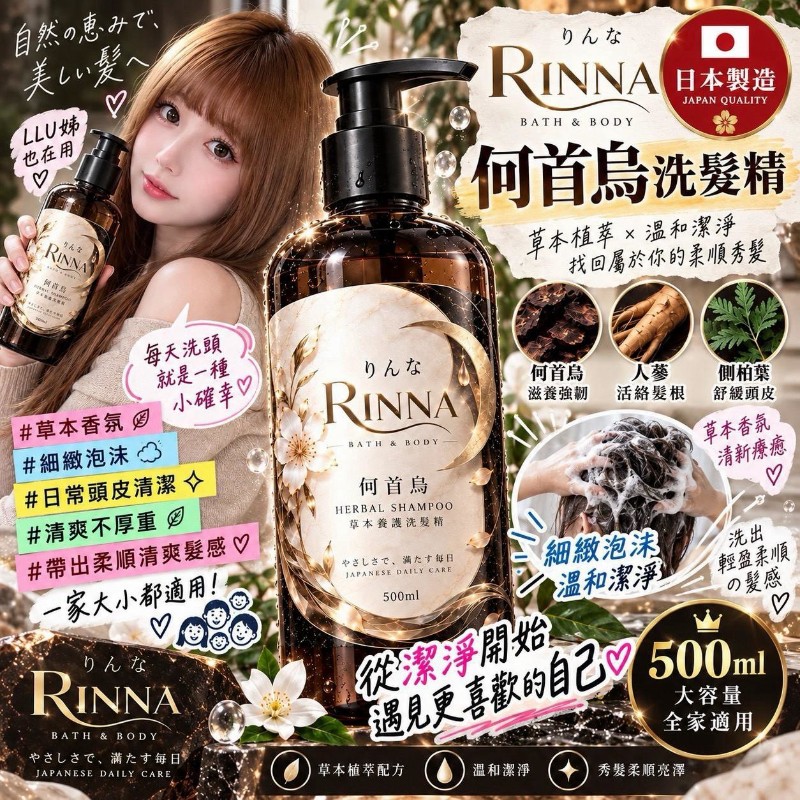 自然の恵みで、
美しい髪へ
LLU姊
也在用
りんな
RINNA
BATH & BODY
何首烏
HERBAL SHAMPOO
りんな
RINNA
BATH & BODY
日本製造
JAPAN QUALITY
何首烏洗髮精
草本植萃 × 溫和潔淨
找回屬於你的柔順秀髮
何首烏
滋養強韌
人蔘
活絡髮根
側柏葉
舒緩頭皮
每天洗頭
就是一種
小確幸
#草本香氛
#細緻泡沫
#日常頭皮清潔
#清爽不厚重
#帶出柔順清爽髮感
一家大小都適用!
りんな
RINNA
BATH & BODY
何首烏
HERBAL SHAMPOO
草本養護洗髮精
やさしさで、満たす毎日
JAPANESE DAILY CARE
500ml
草本香氛
清新療癒
細緻泡沫
溫和潔淨
洗出
輕盈柔順
の髮感
從潔淨開始
遇見更喜歡的自己
500ml
大容量
全家適用
りんな
RINNA
BATH & BODY
やさしさで、満たす毎日
JAPANESE DAILY CARE
草本植萃配方
溫和潔淨
秀髮柔順亮澤